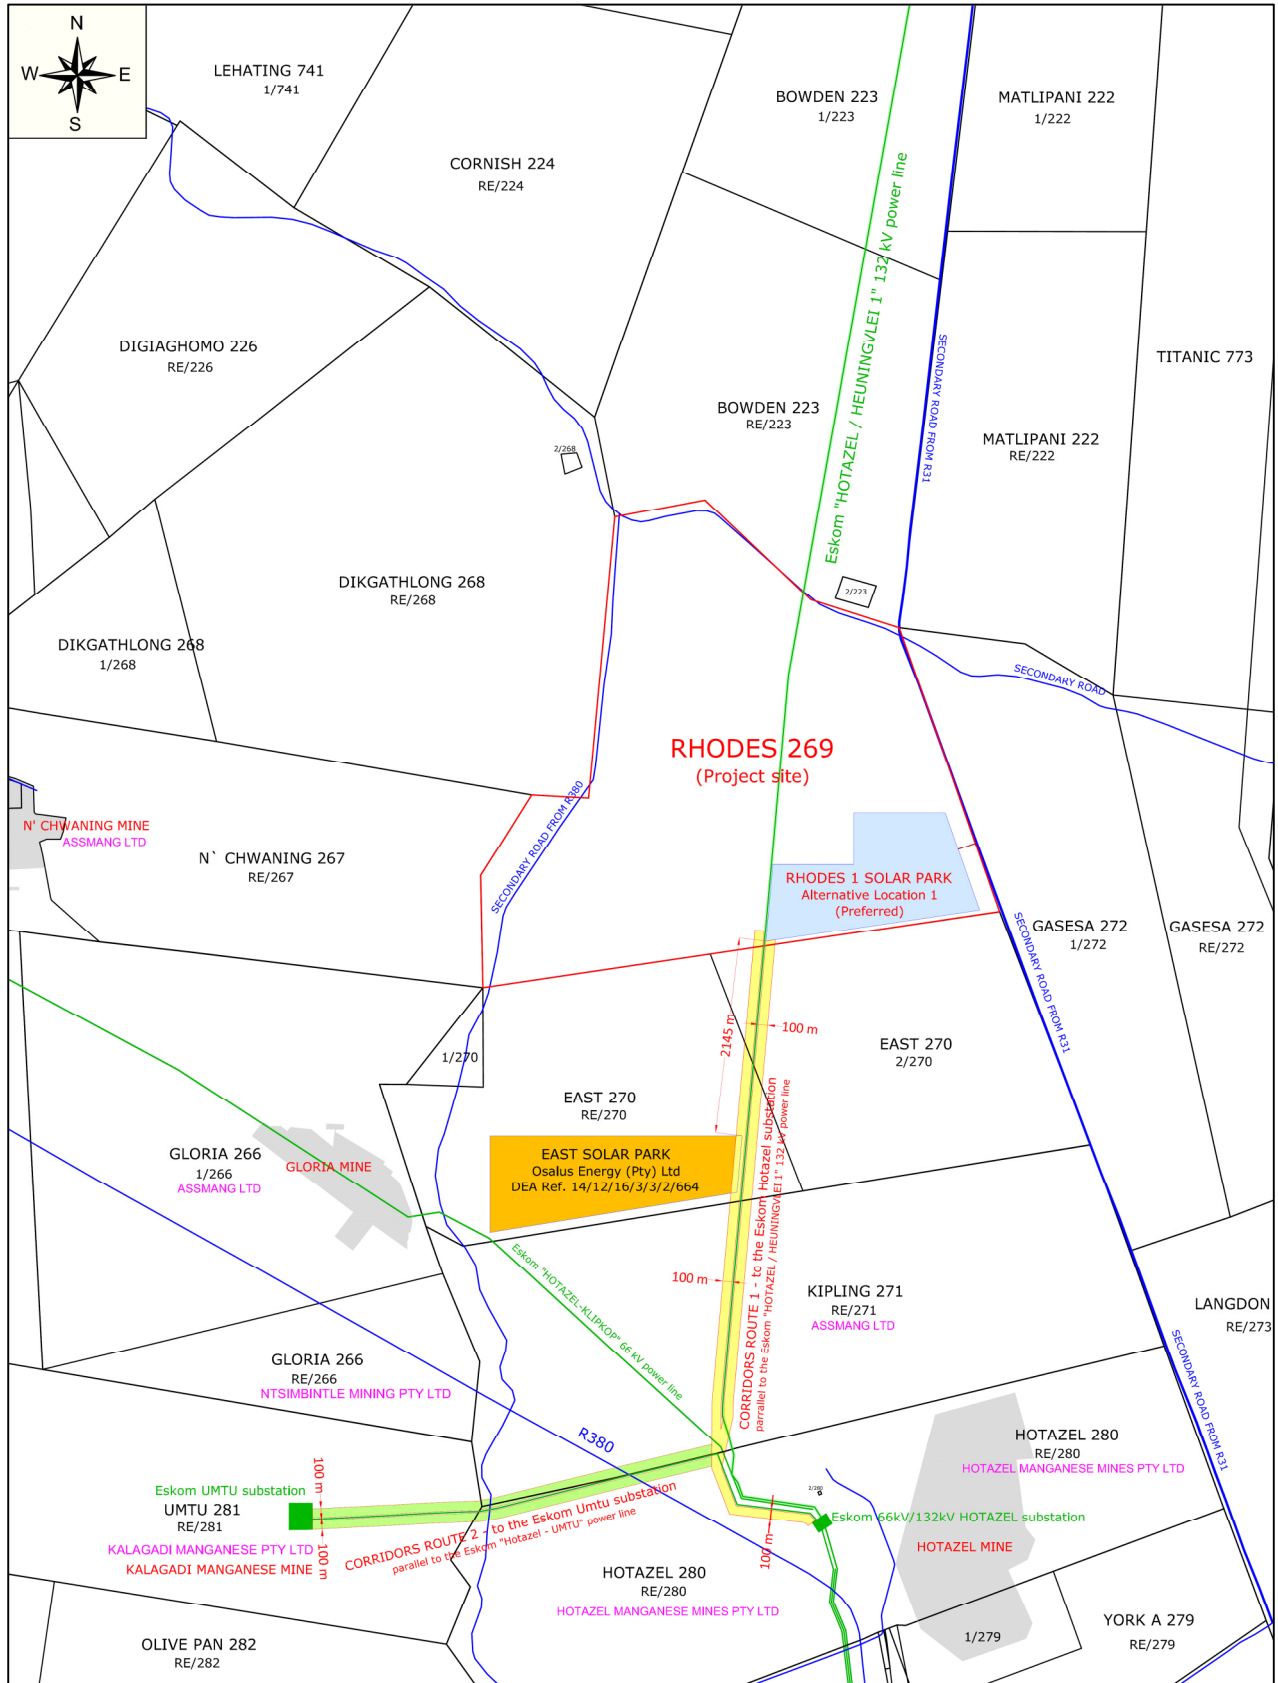 N
W E
S
LEHATING 741
1/741
CORNISH 224
RE/224
BOWDEN 223
1/223
MATLIPANI 222
1/222
Eskom "HOTAZEL / HEUNINGVLEI 1" 132 kV power line
SECONDARY ROAD FROM R31
DIGIAGHOMO 226
RE/226
TITANIC 773
BOWDEN 223
RE/223
MATLIPANI 222
RE/222
2/268
DIKGATHLONG 268
RE/268
2/223
DIKGATHLONG 268
1/268
SECONDARY ROAD
RHODES 269
(Project site)
SECONDARY ROAD FROM R380
N' CHWANING MINE
ASSMANG LTD
N` CHWANING 267
RE/267
RHODES 1 SOLAR PARK
Alternative Location 1
(Preferred)
GASESA 272
1/272
GASESA 272
RE/272
SECONDARY ROAD FROM R31
2145 m
100 m
1/270
EAST 270
2/270
EAST 270
RE/270
CORRIDORS ROUTE 1 - to the Eskom Hotazel substation
parrallel to the Eskom "HOTAZEL / HEUNINGVLEI 1" 132 kV power line
GLORIA 266
1/266
ASSMANG LTD
GLORIA MINE
EAST SOLAR PARK
Osalus Energy (Pty) Ltd
DEA Ref. 14/12/16/3/3/2/664
Eskom "HOTAZEL-KLIPKOP" 66 kV power line
100 m
KIPLING 271
RE/271
ASSMANG LTD
LANGDON
RE/273
SECONDARY ROAD FROM R31
GLORIA 266
RE/266
NTSIMBINTLE MINING PTY LTD
R380
HOTAZEL 280
RE/280
HOTAZEL MANGANESE MINES PTY LTD
100 m
Eskom UMTU substation
UMTU 281
RE/281
2/280
Eskom 66kV/132kV HOTAZEL substation
CORRIDORS ROUTE 2 - to the Eskom Umtu substation
parallel to the Eskom "Hotazel - UMTU" power line
100 m
100 m
KALAGADI MANGANESE PTY LTD
KALAGADI MANGANESE MINE
HOTAZEL MINE
HOTAZEL 280
RE/280
HOTAZEL MANGANESE MINES PTY LTD
YORK A 279
RE/279
1/279
OLIVE PAN 282
RE/282